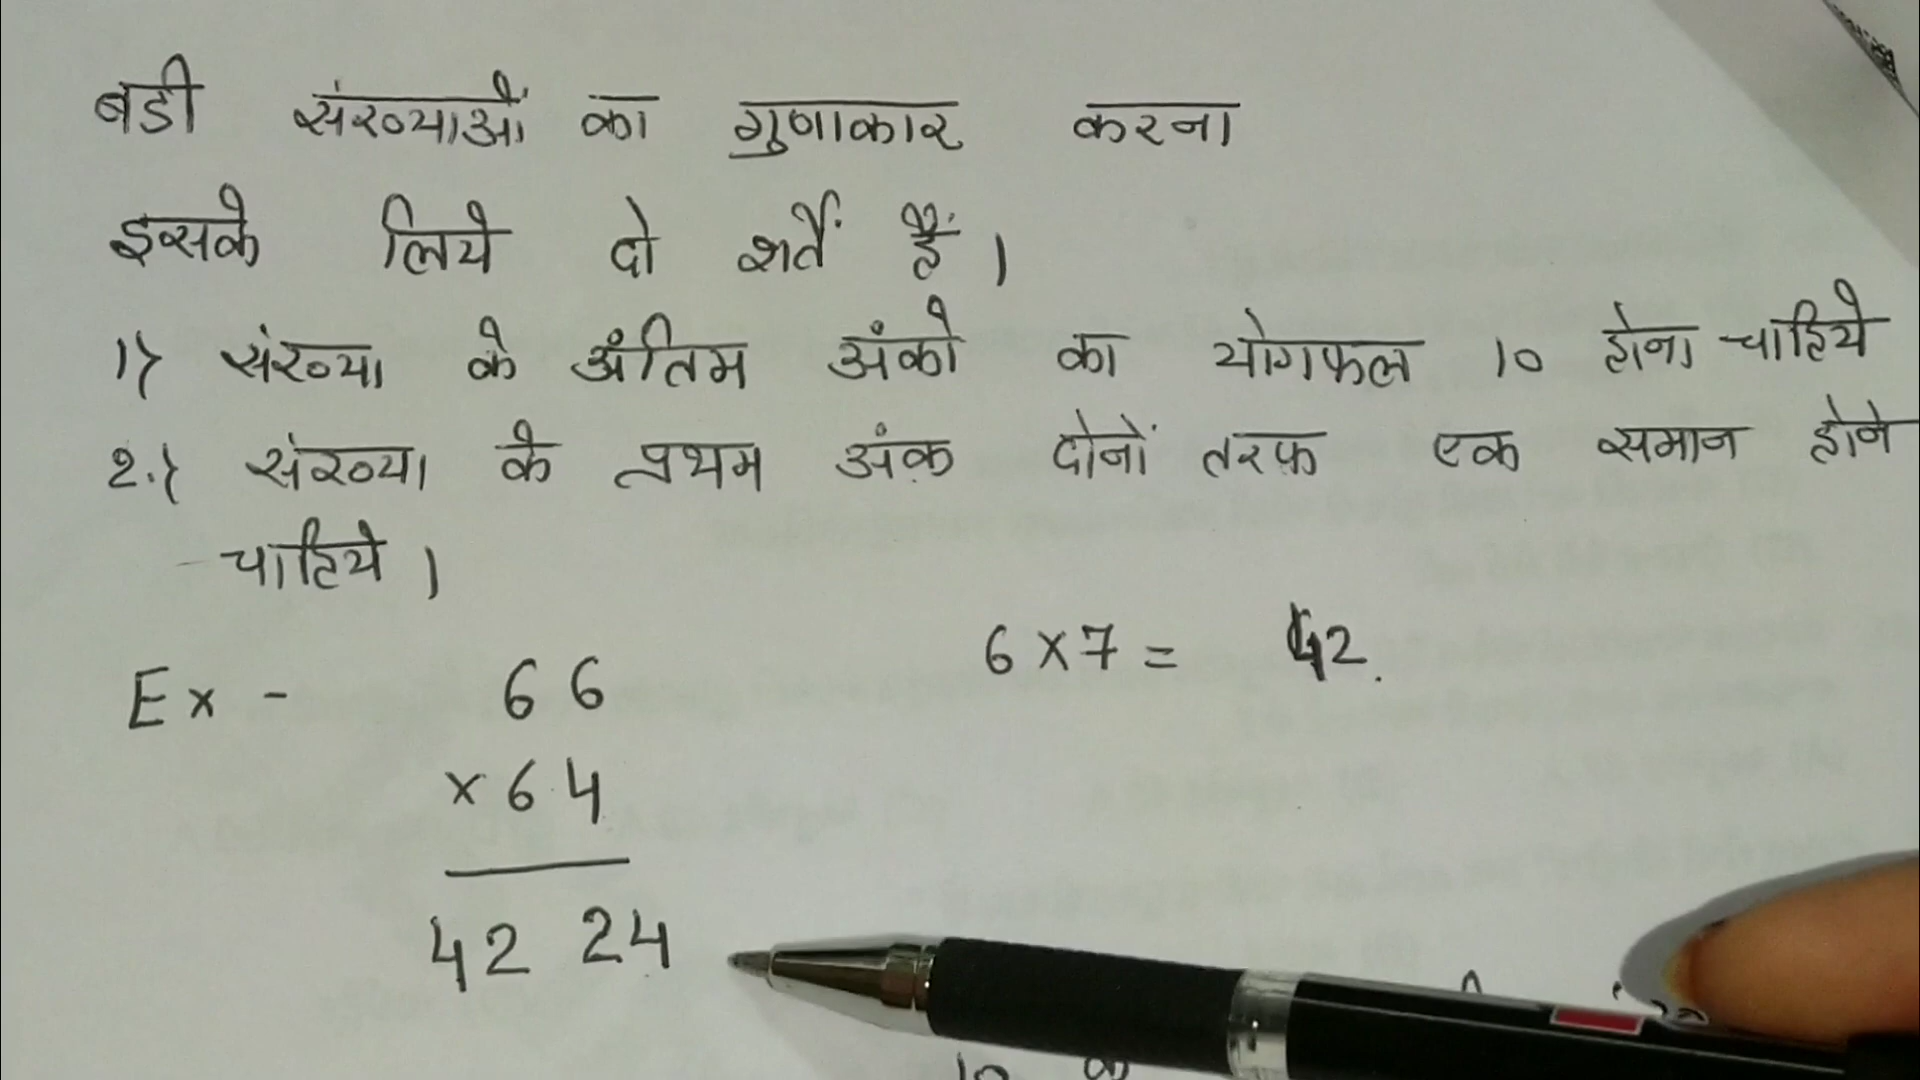 बडी संख्याओं का गुणाकार करना
इसके लिये दो शर्तें हैं ।
1) संख्या के अंतिम अंको का योगफल 10 होना चाहिये
2.) संख्या के प्रथम अंक दोनों तरफ एक समान होने
चाहिये ।
6 x 7 = 42.
Ex - 66
x 64
42 24
10 क